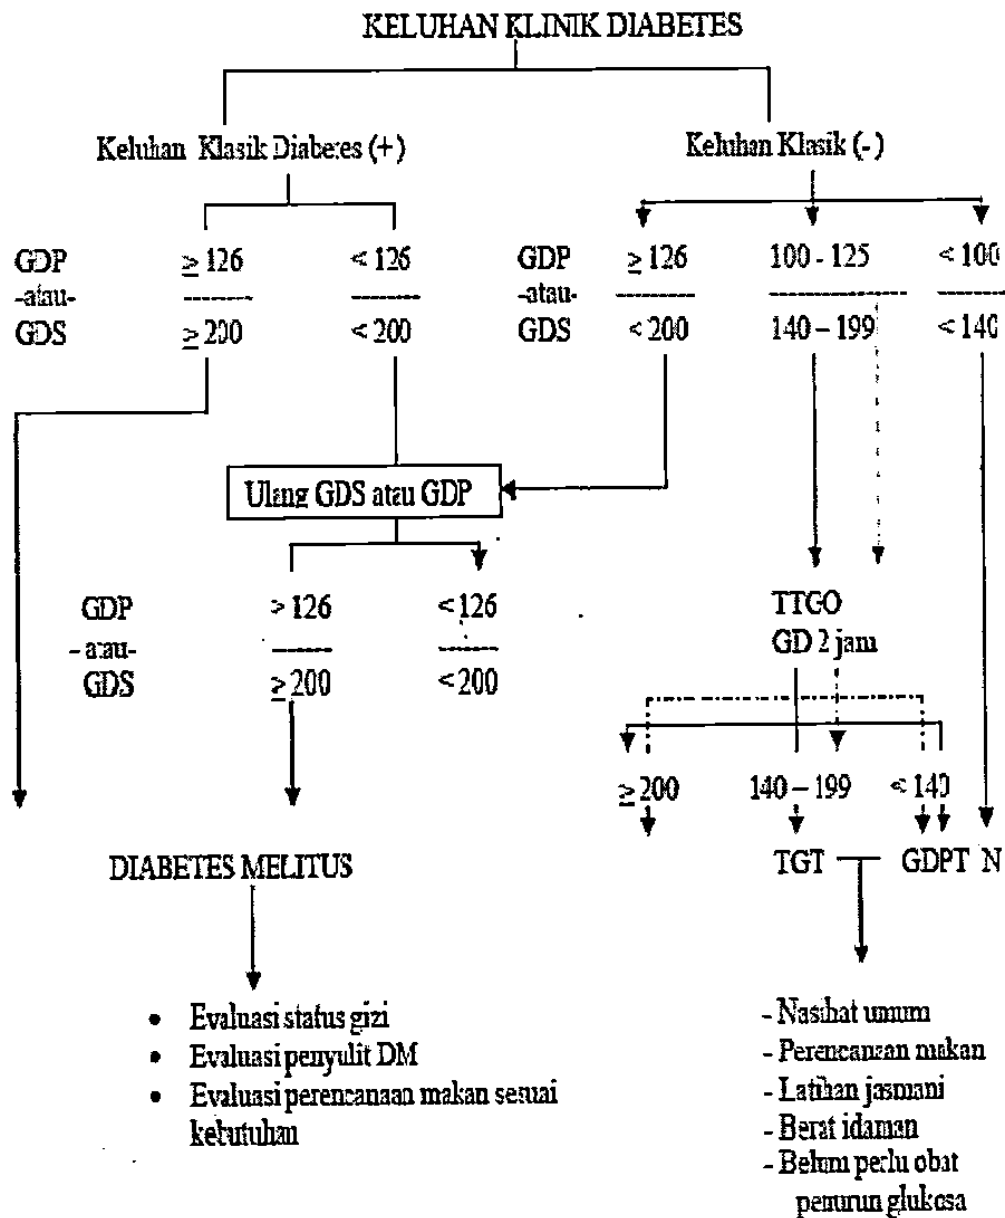 KELUHAN KLINIK DIABETES
Keluhan Klasik Diabetes (+)
Keluhan Klasik (-)
GDP ≥ 126 < 126 GDP ≥ 126 100 - 125 < 100
-atau- -atau-
GDS ≥ 200 < 200 GDS < 200 140 – 199 < 140
Ulang GDS atau GDP
GDP > 126 < 126
- atau-
GDS ≥ 200 < 200
TTGO
GD 2 jam
≥ 200 140 – 199 < 140
DIABETES MELITUS
TGT GDPT N
• Evaluasi status gizi
• Evaluasi penyulit DM
• Evaluasi perencanaan makan sesuai
kebutuhan
- Nasihat umum
- Perencanaan makan
- Latihan jasmani
- Berat idaman
- Belum perlu obat
penurun glukosa